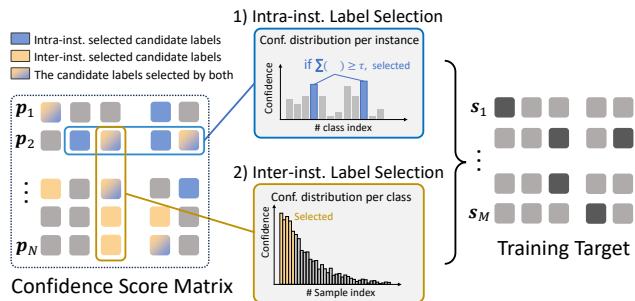 1) Intra-inst. Label Selection
Intra-inst. selected candidate labels
Inter-inst. selected candidate labels
The candidate labels selected by both
Conf. distribution per instance
if ∑( ) ≥ τ, selected
Confidence
# class index
p1
p2
⋮
pN
Confidence Score Matrix
2) Inter-inst. Label Selection
Conf. distribution per class
Selected
Confidence
# Sample index
s1
⋮
sM
Training Target